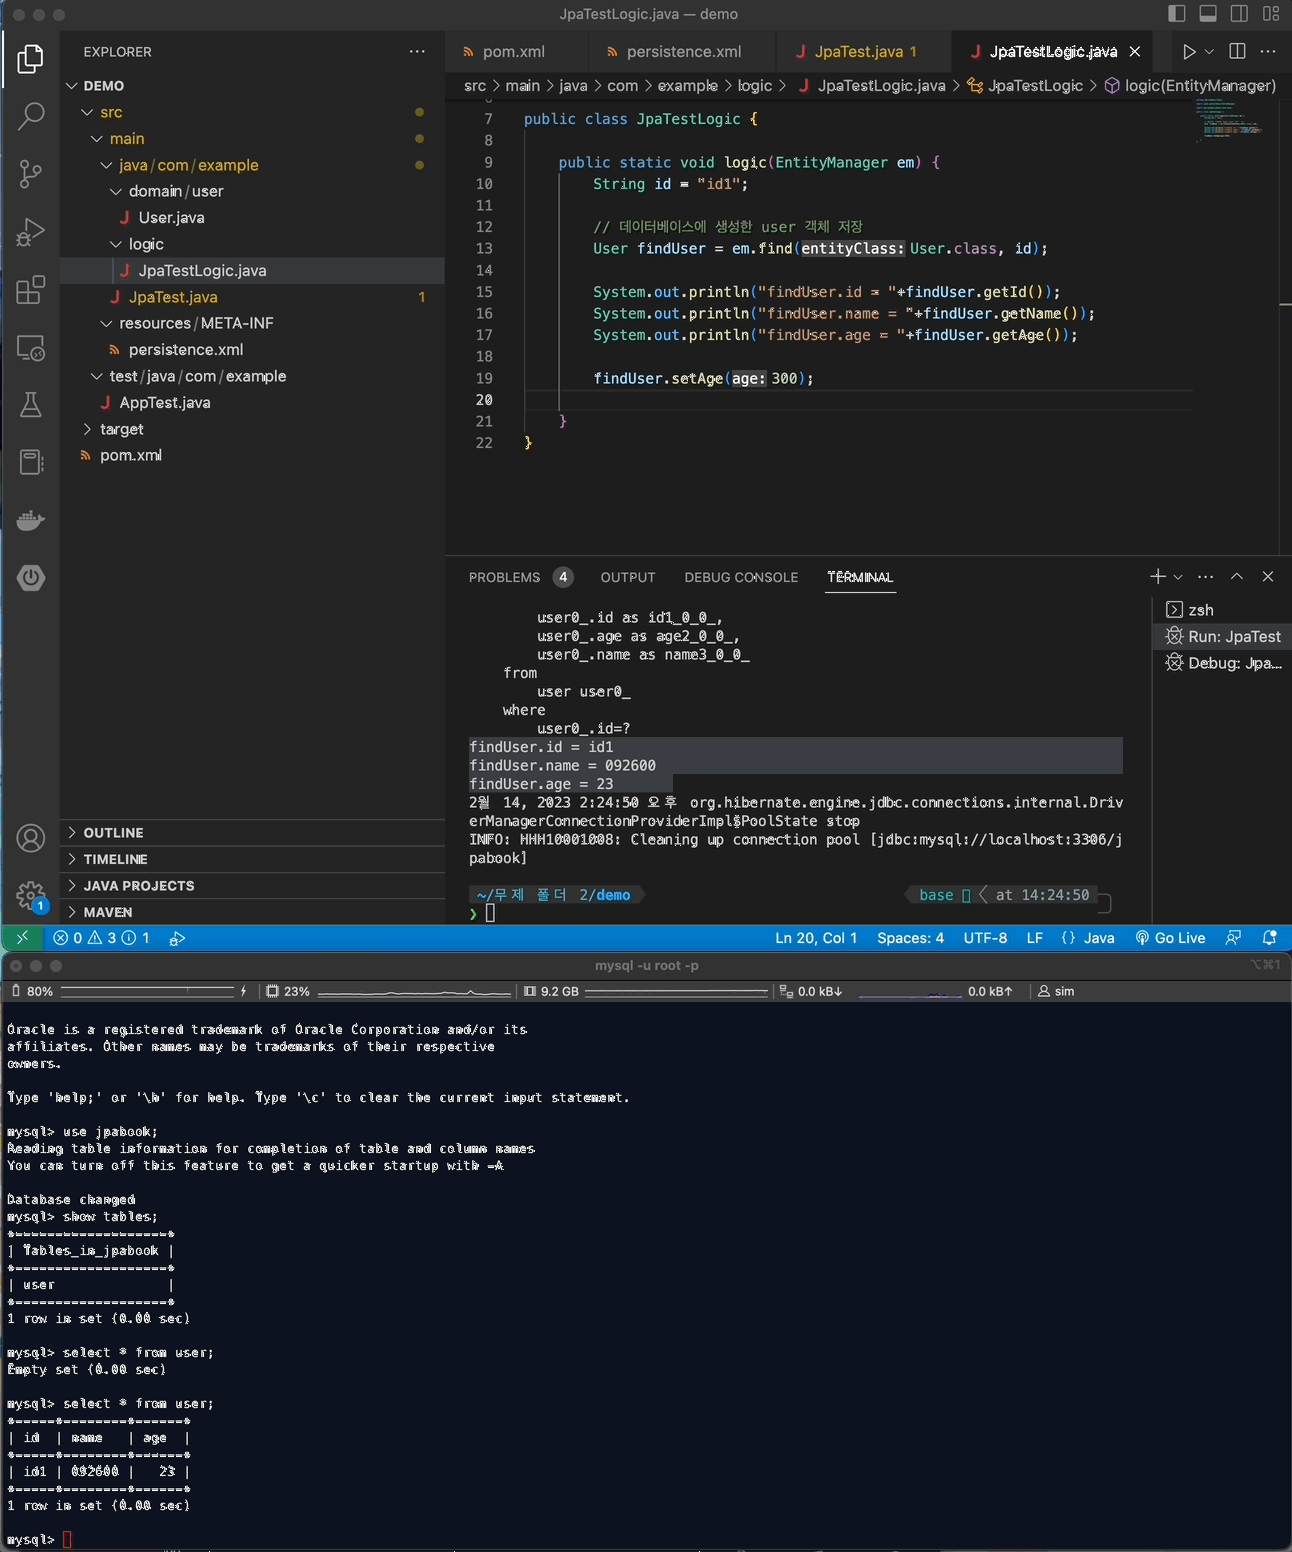 JpaTestLogic.java — demo
EXPLORER
DEMO
src
main
java/com/example
domain/user
User.java
logic
JpaTestLogic.java
JpaTest.java 1
resources/META-INF
persistence.xml
test/java/com/example
AppTest.java
target
pom.xml
OUTLINE
TIMELINE
JAVA PROJECTS
MAVEN
1
pom.xml persistence.xml JpaTest.java 1 JpaTestLogic.java
src > main > java > com > example > logic > JpaTestLogic.java > JpaTestLogic > logic(EntityManager)
7 public class JpaTestLogic {
8
9 public static void logic(EntityManager em) {
10 String id = "id1";
11
12 // 데이터베이스에 생성한 user 객체 저장
13 User findUser = em.find(entityClass: User.class, id);
14
15 System.out.println("findUser.id = "+findUser.getId());
16 System.out.println("findUser.name = "+findUser.getName());
17 System.out.println("findUser.age = "+findUser.getAge());
18
19 findUser.setAge(age: 300);
20
21 }
22 }
PROBLEMS 4 OUTPUT DEBUG CONSOLE TERMINAL
user0_.id as id1_0_0_,
user0_.age as age2_0_0_,
user0_.name as name3_0_0_
from
user user0_
where
user0_.id=?
findUser.id = id1
findUser.name = 092600
findUser.age = 23
2월 14, 2023 2:24:50 오후 org.hibernate.engine.jdbc.connections.internal.Driv
erManagerConnectionProviderImpl$PoolState stop
INFO: HHH10001008: Cleaning up connection pool [jdbc:mysql://localhost:3306/j
pabook]
~/무제 폴더 2/demo base at 14:24:50
❯
zsh
Run: JpaTest
Debug: Jpa...
0 3 1 Ln 20, Col 1 Spaces: 4 UTF-8 LF {} Java Go Live
mysql -u root -p ⌥⌘1
80% 23% 9.2 GB 0.0 kB↓ 0.0 kB↑ sim
Oracle is a registered trademark of Oracle Corporation and/or its
affiliates. Other names may be trademarks of their respective
owners.
Type 'help;' or '\h' for help. Type '\c' to clear the current input statement.
mysql> use jpabook;
Reading table information for completion of table and column names
You can turn off this feature to get a quicker startup with -A
Database changed
mysql> show tables;
+-------------------+
| Tables_in_jpabook |
+-------------------+
| user |
+-------------------+
1 row in set (0.00 sec)
mysql> select * from user;
Empty set (0.00 sec)
mysql> select * from user;
+-----+--------+------+
| id | name | age |
+-----+--------+------+
| id1 | 092600 | 23 |
+-----+--------+------+
1 row in set (0.00 sec)
mysql>